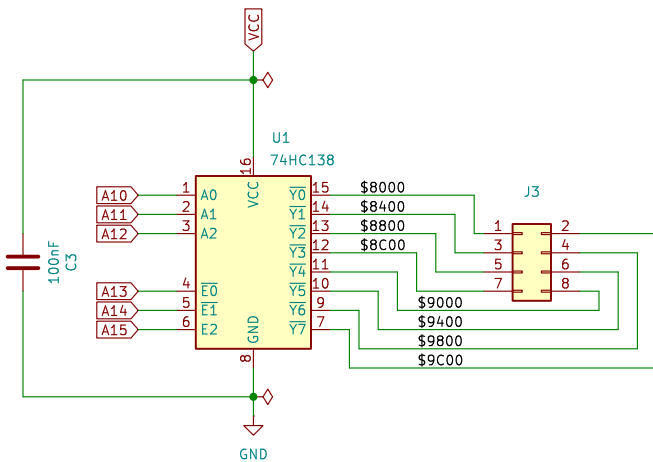 VCC
U1
74HC138
16
A10 1 A0 VCC Y0 15 $8000
A11 2 A1 Y1 14 $8400
A12 3 A2 Y2 13 $8800
Y3 12 $8C00
Y4 11 $9000
A13 4 E0 Y5 10 $9400
A14 5 E1 Y6 9 $9800
A15 6 E2 GND Y7 7 $9C00
8
J3
1 2
3 4
5 6
7 8
100nF
C3
GND